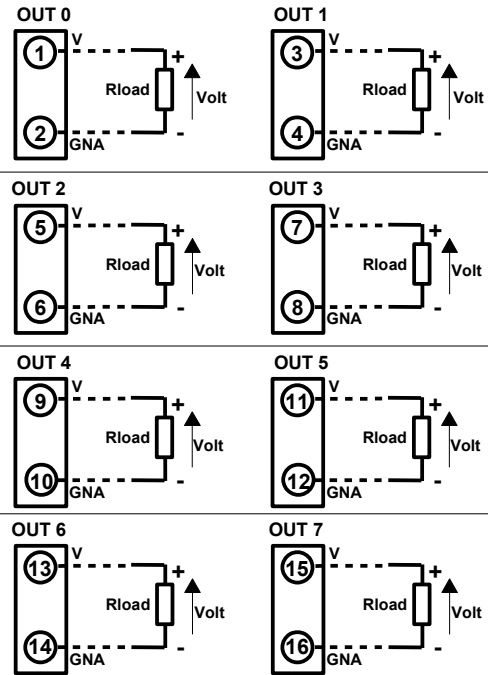 OUT 0
1
V
+
Rload
Volt
2
GNA
-
OUT 1
3
V
+
Rload
Volt
4
GNA
-
OUT 2
5
V
+
Rload
Volt
6
GNA
-
OUT 3
7
V
+
Rload
Volt
8
GNA
-
OUT 4
9
V
+
Rload
Volt
10
GNA
-
OUT 5
11
V
+
Rload
Volt
12
GNA
-
OUT 6
13
V
+
Rload
Volt
14
GNA
-
OUT 7
15
V
+
Rload
Volt
16
GNA
-